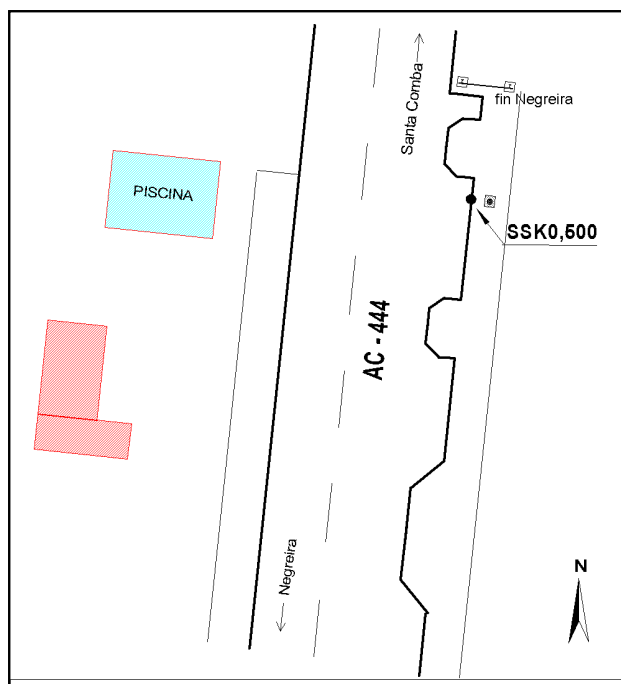 Santa Comba
fin Negreira
PISCINA
SSK0,500
AC - 444
Negreira
N